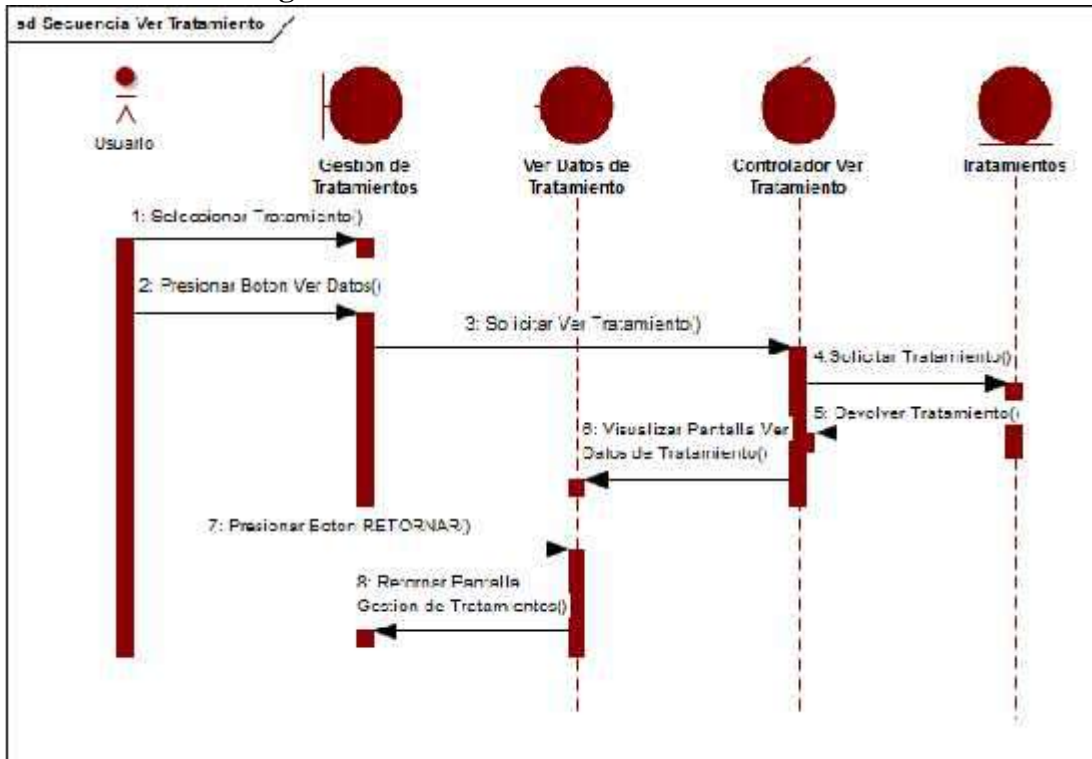 sd Secuencia Ver Tratamiento
Usuario
Gestion de
Tratamientos
Ver Datos de
Tratamiento
Controlador Ver
Tratamiento
Tratamientos
1: Seleccionar Tratamiento()
2: Presionar Boton Ver Datos()
3: Solicitar Ver Tratamiento()
4:Solicitar Tratamiento()
5: Devolver Tratamiento()
6: Visualizar Pantalla Ver
Datos de Tratamiento()
7: Presionar Boton RETORNAR()
8: Retornar Pantalla
Gestion de Tratamientos()